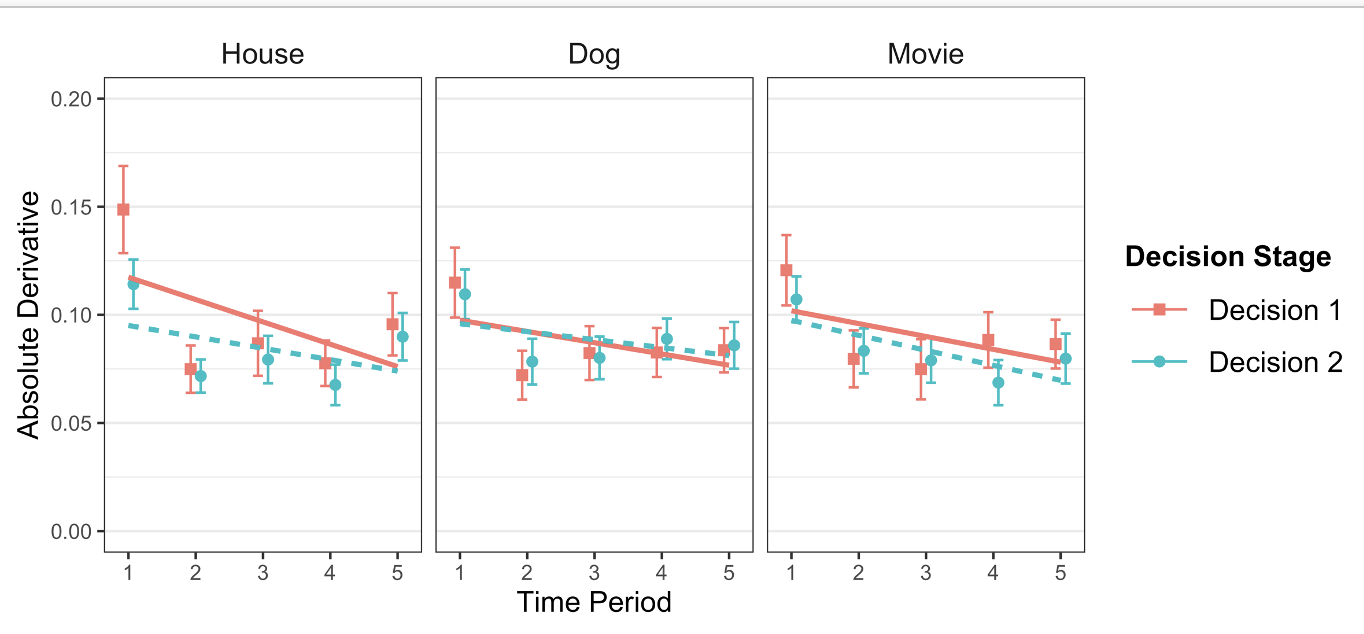 House Dog Movie
Absolute Derivative
0.20
0.15
0.10
0.05
0.00
1 2 3 4 5 1 2 3 4 5 1 2 3 4 5
Time Period
Decision Stage
Decision 1
Decision 2